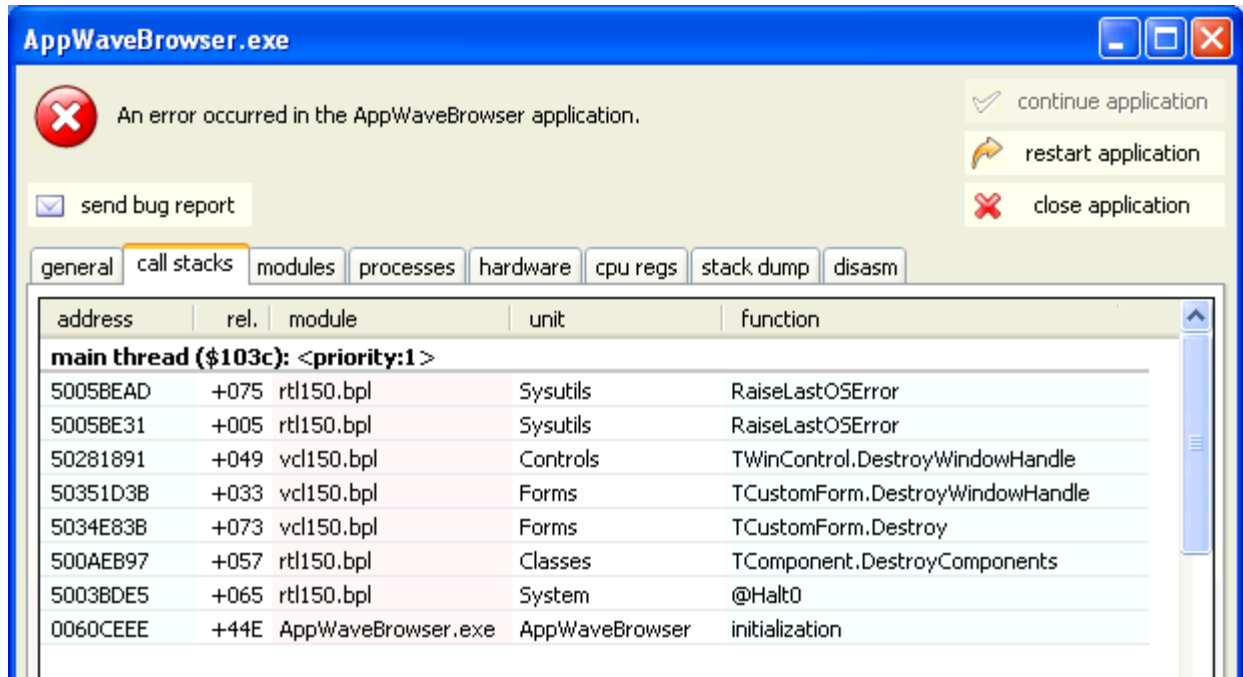 AppWaveBrowser.exe
An error occurred in the AppWaveBrowser application.
continue application
restart application
send bug report
close application
general call stacks modules processes hardware cpu regs stack dump disasm
address rel. module unit function
main thread ($103c): <priority:1>
5005BEAD +075 rtl150.bpl Sysutils RaiseLastOSError
5005BE31 +005 rtl150.bpl Sysutils RaiseLastOSError
50281891 +049 vcl150.bpl Controls TWinControl.DestroyWindowHandle
50351D3B +033 vcl150.bpl Forms TCustomForm.DestroyWindowHandle
5034E83B +073 vcl150.bpl Forms TCustomForm.Destroy
500AEB97 +057 rtl150.bpl Classes TComponent.DestroyComponents
5003BDE5 +065 rtl150.bpl System @Halt0
0060CEEE +44E AppWaveBrowser.exe AppWaveBrowser initialization